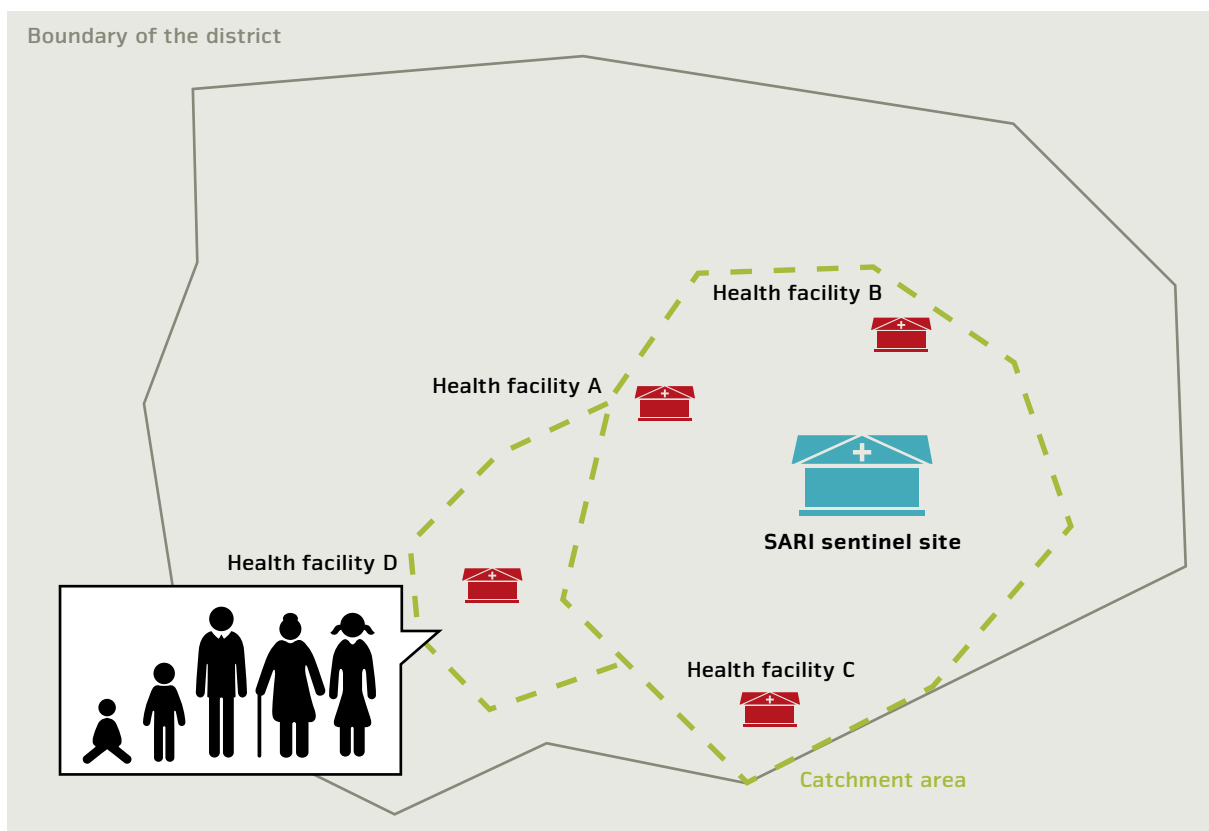 Boundary of the district
Health facility B
Health facility A
SARI sentinel site
Health facility D
Health facility C
Catchment area